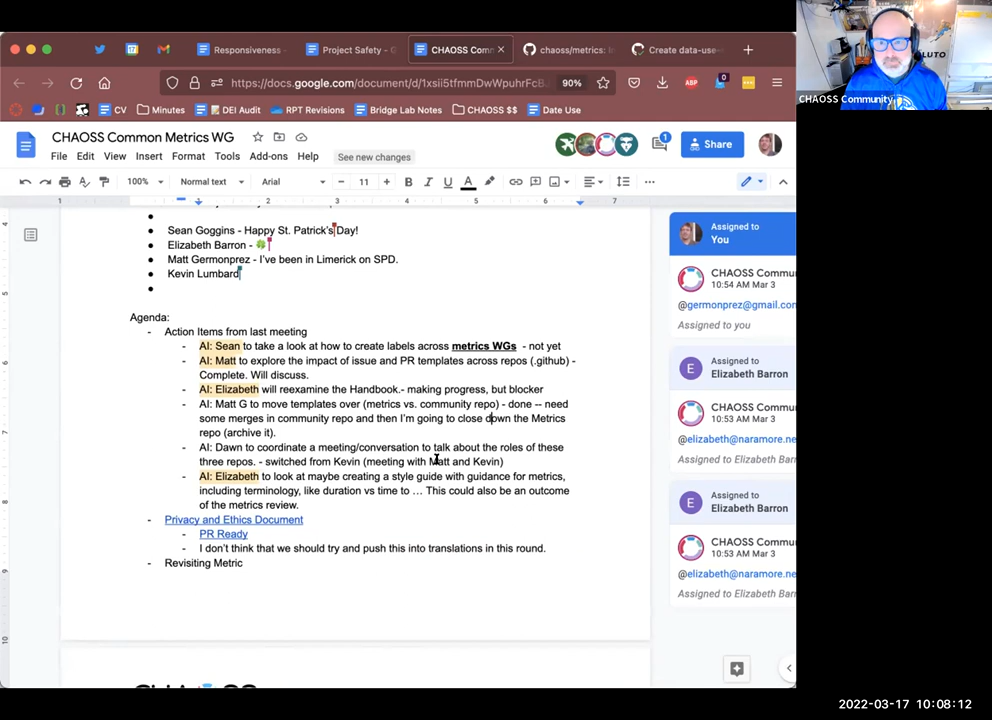 Responsiveness
Project Safety - G
CHAOSS Com
chaoss/metrics:
Create data-use-
https://docs.google.com/document/d/1xsii5tfmmDwWpuhrFcB
90%
ABP
0
CV
Minutes
DEI Audit
RPT Revisions
Bridge Lab Notes
CHAOSS $$
Date Use
CHAOSS Common Metrics WG
File Edit View Insert Format Tools Add-ons Help
See new changes
1
Share
100%
Normal text
Arial
11
B I U A
1 2 3 4 5 6 7
Sean Goggins - Happy St. Patrick's Day!
Elizabeth Barron - 🍀
Matt Germonprez - I've been in Limerick on SPD.
Kevin Lumbard
Agenda:
- Action Items from last meeting
- AI: Sean to take a look at how to create labels across metrics WGs - not yet
- AI: Matt to explore the impact of issue and PR templates across repos (.github) -
Complete. Will discuss.
- AI: Elizabeth will reexamine the Handbook.- making progress, but blocker
- AI: Matt G to move templates over (metrics vs. community repo) - done -- need
some merges in community repo and then I'm going to close down the Metrics
repo (archive it).
- AI: Dawn to coordinate a meeting/conversation to talk about the roles of these
three repos. - switched from Kevin (meeting with Matt and Kevin)
- AI: Elizabeth to look at maybe creating a style guide with guidance for metrics,
including terminology, like duration vs time to … This could also be an outcome
of the metrics review.
- Privacy and Ethics Document
- PR Ready
- I don't think that we should try and push this into translations in this round.
- Revisiting Metric
Assigned to
You
CHAOSS Commu
10:54 AM Mar 3
@germonprez@gmail.com
Assigned to you
E
Assigned to
Elizabeth Barron
CHAOSS Commu
10:53 AM Mar 3
@elizabeth@naramore.ne
Assigned to Elizabeth Barr
E
Assigned to
Elizabeth Barron
CHAOSS Commu
10:53 AM Mar 3
@elizabeth@naramore.ne
Assigned to Elizabeth Barr
CHAOSS Community
LUTO
2022-03-17 10:08:12